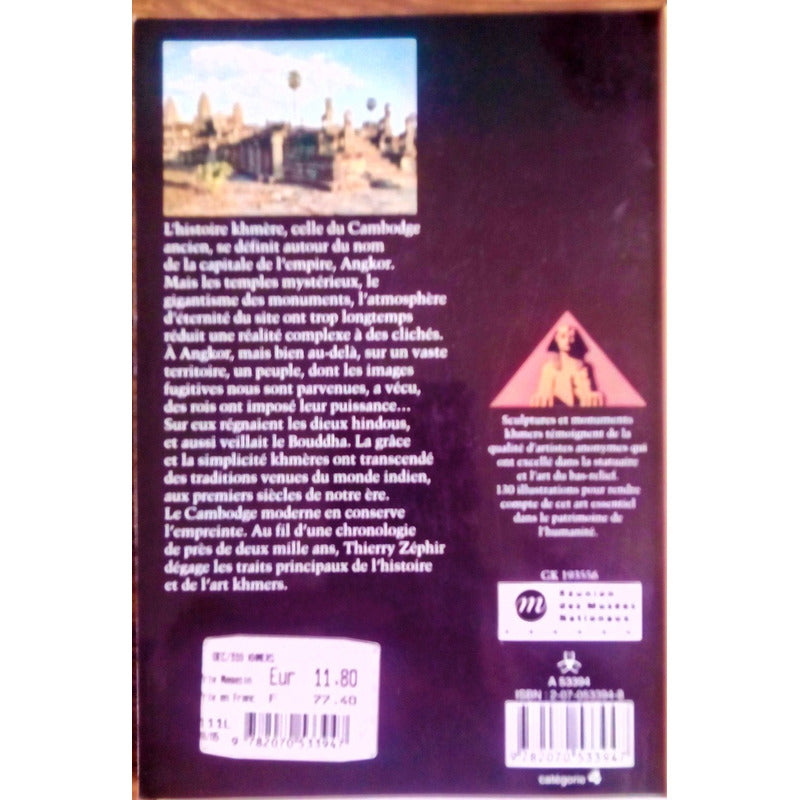 L'histoire khmère, celle du Cambodge
ancien, se définit autour du nom
de la capitale de l'empire, Angkor.
Mais les temples mystérieux, le
gigantisme des monuments, l'atmosphère
d'éternité du site ont trop longtemps
réduit une réalité complexe à des clichés.
À Angkor, mais bien au-delà, sur un vaste
territoire, un peuple, dont les images
fugitives nous sont parvenues, a vécu,
des rois ont imposé leur puissance...
Sur eux régnaient les dieux hindous,
et aussi veillait le Bouddha. La grâce
et la simplicité khmères ont transcendé
des traditions venues du monde indien,
aux premiers siècles de notre ère.
Le Cambodge moderne en conserve
l'empreinte. Au fil d'une chronologie
de près de deux mille ans, Thierry Zéphir
dégage les traits principaux de l'histoire
et de l'art khmers.
Sculptures et monuments
khmers témoignent de la
qualité d'artistes anonymes qui
ont excellé dans la statuaire
et l'art du bas-relief.
130 illustrations pour rendre
compte de cet art essentiel
dans le patrimoine de
l'humanité.
GK 193556
m
Réunion
des Musées
Nationaux
A 53394
ISBN : 2-07-053394-8
9 782070 533947
catégorie 4
KHMERS
Eur 11.80
en Franc F 77.40
9 782070 533947